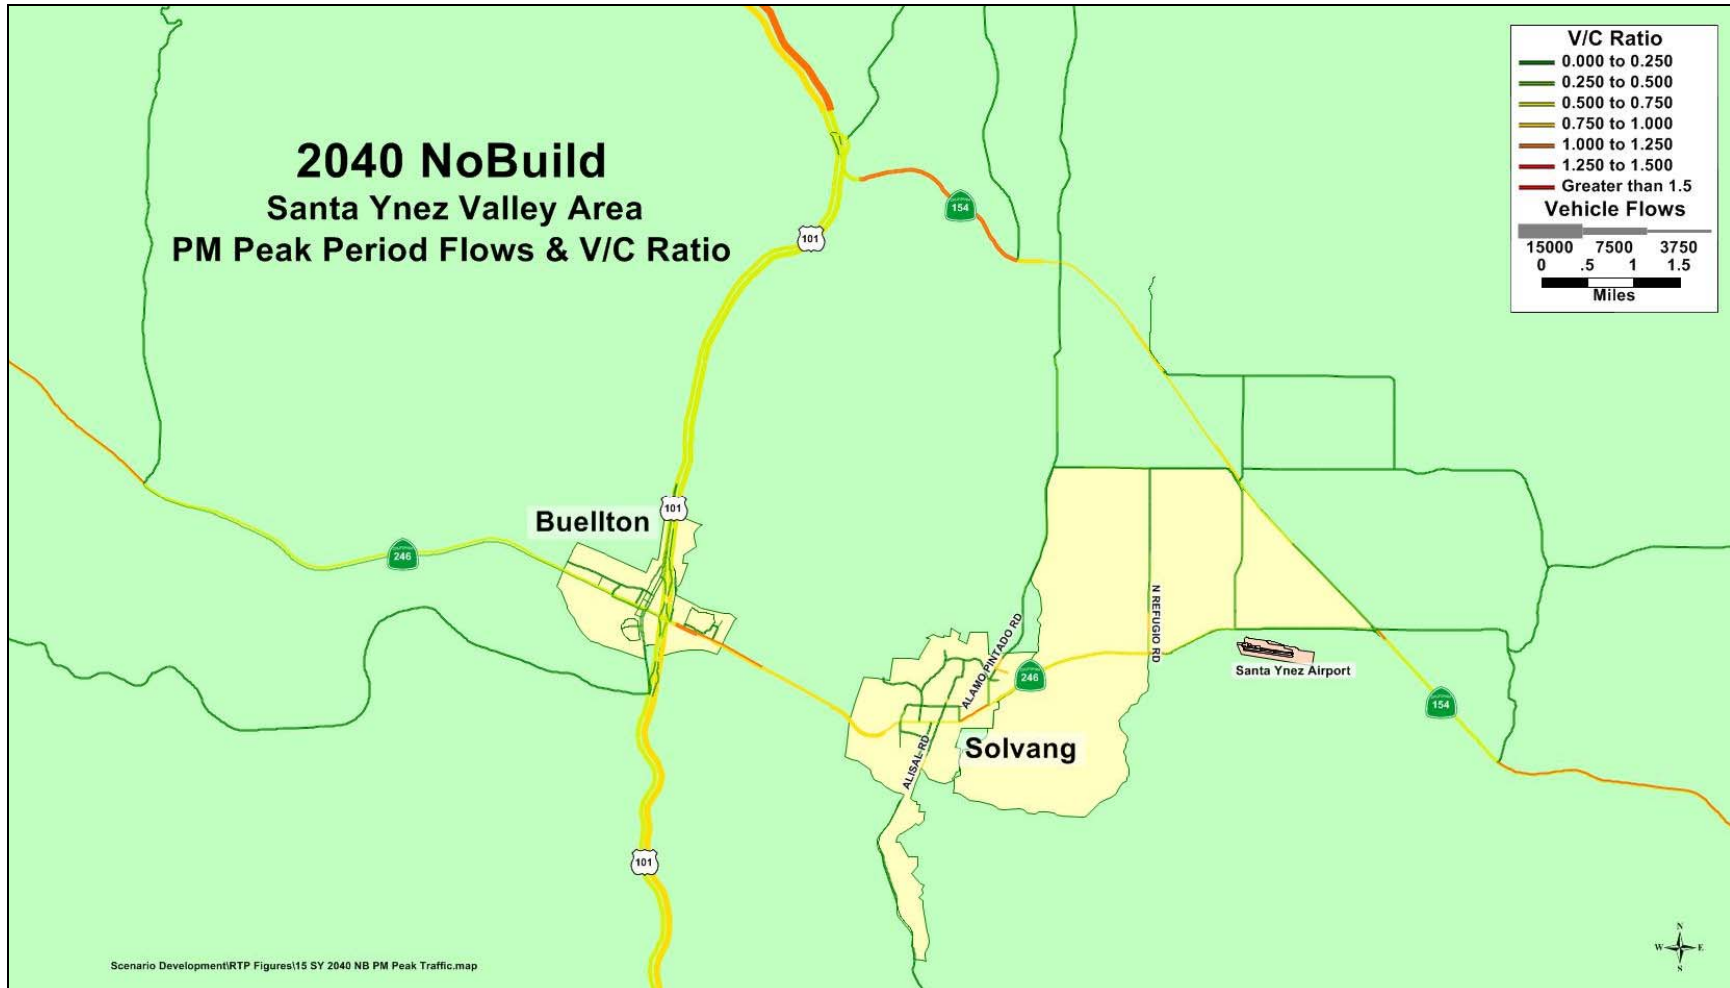 2040 NoBuild
Santa Ynez Valley Area
PM Peak Period Flows & V/C Ratio
V/C Ratio
0.000 to 0.250
0.250 to 0.500
0.500 to 0.750
0.750 to 1.000
1.000 to 1.250
1.250 to 1.500
Greater than 1.5
Vehicle Flows
15000 7500 3750
0 .5 1 1.5
Miles
154
101
101
Buellton
246
N REFUGIO RD
ALAMO PINTADO RD
246
Santa Ynez Airport
154
Solvang
ALISAL RD
101
N
W E
S
Scenario Development\RTP Figures\15 SY 2040 NB PM Peak Traffic.map